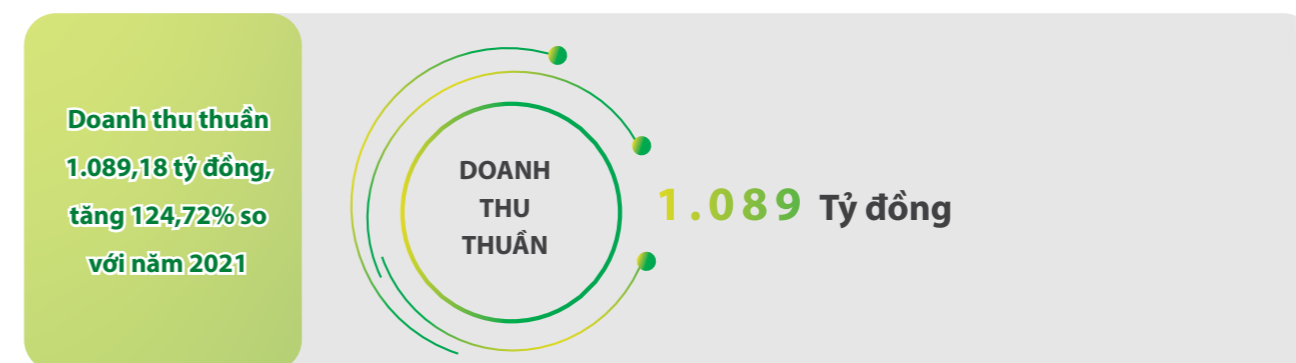 Doanh thu thuần
1.089,18 tỷ đồng,
tăng 124,72% so
với năm 2021
DOANH
THU
THUẦN
1.089 Tỷ đồng